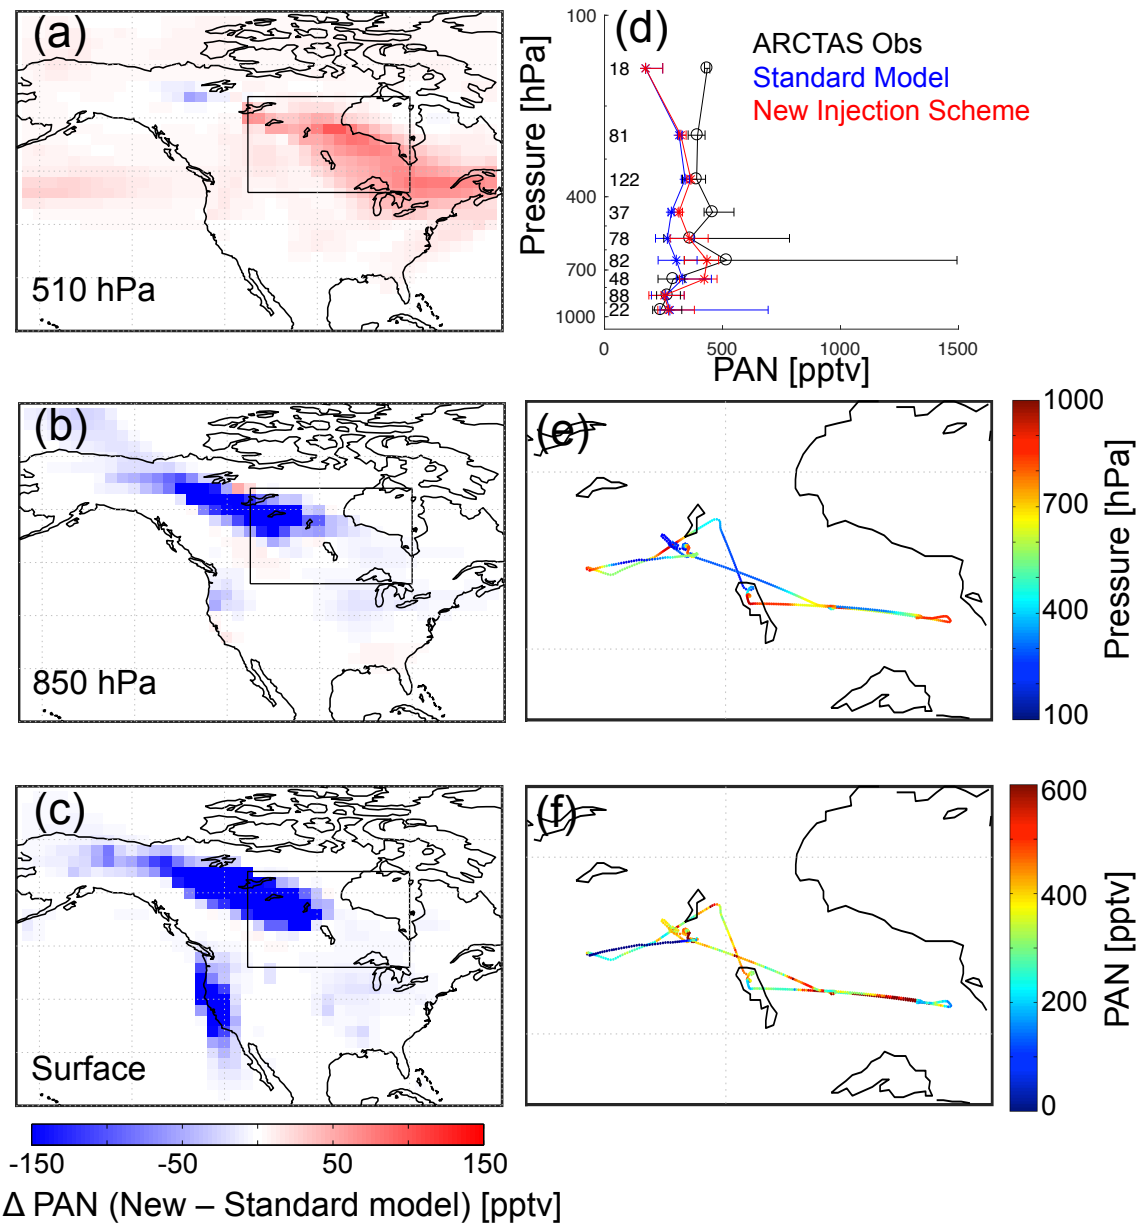 (a)
510 hPa
(d)
ARCTAS Obs
Standard Model
New Injection Scheme
Pressure [hPa]
100
400
700
1000
18
81
122
37
78
82
48
88
22
0
500
1000
1500
PAN [pptv]
(b)
850 hPa
(e)
1000
700
400
100
Pressure [hPa]
(c)
Surface
(f)
600
400
200
0
PAN [pptv]
-150
-50
50
150
Δ PAN (New – Standard model) [pptv]